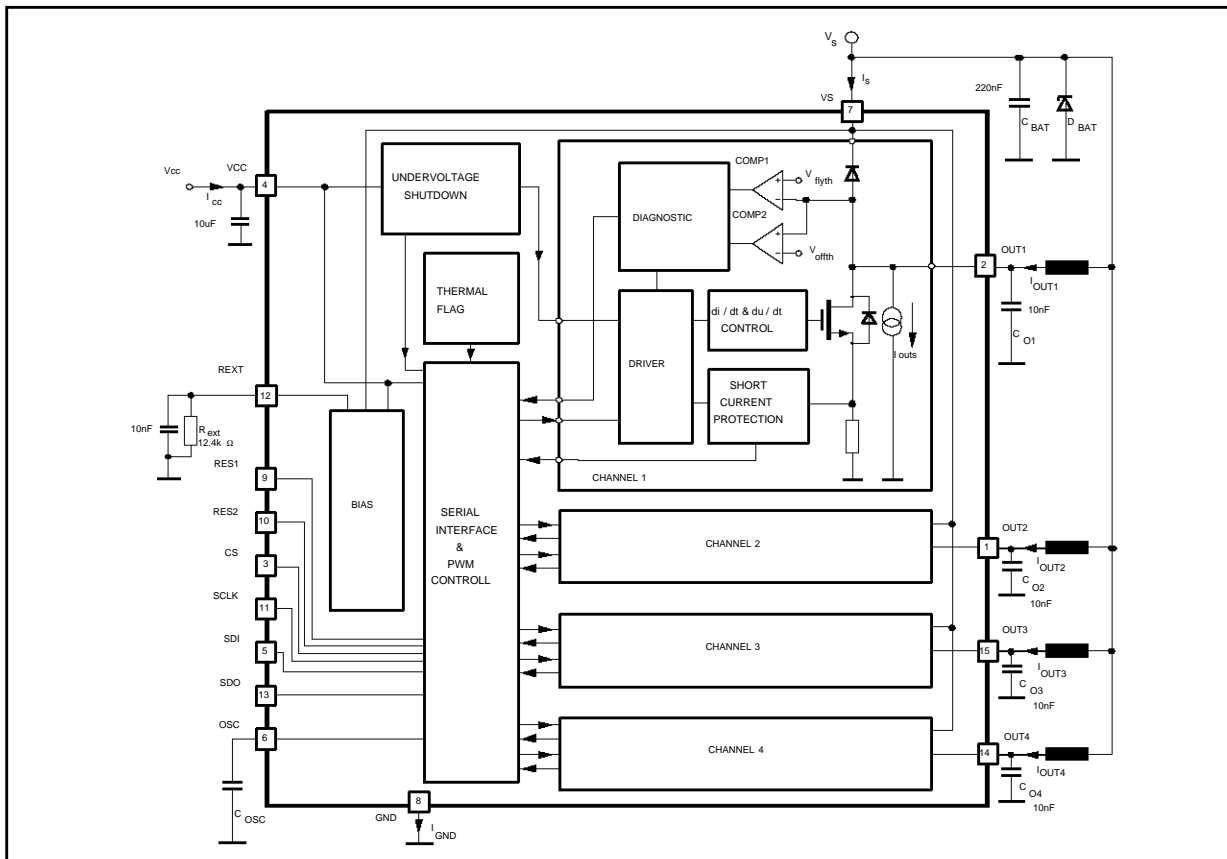 V S
I S
VS
7
220nF
C BAT
D BAT
Vcc
I cc
VCC
4
10uF
UNDERVOLTAGE
SHUTDOWN
THERMAL
FLAG
COMP1
V flyth
DIAGNOSTIC
COMP2
V offth
DRIVER
di / dt & du / dt
CONTROL
SHORT
CURRENT
PROTECTION
I outs
CHANNEL 1
OUT1
2
I OUT1
10nF
C O1
REXT
12
10nF
R ext
12.4k Ω
RES1
9
RES2
10
CS
3
SCLK
11
SDI
5
SDO
13
OSC
6
C OSC
BIAS
SERIAL
INTERFACE
&
PWM
CONTROLL
CHANNEL 2
OUT2
1
I OUT2
C O2
10nF
CHANNEL 3
OUT3
15
I OUT3
C O3
10nF
CHANNEL 4
OUT4
14
I OUT4
C O4
10nF
8
GND
I GND